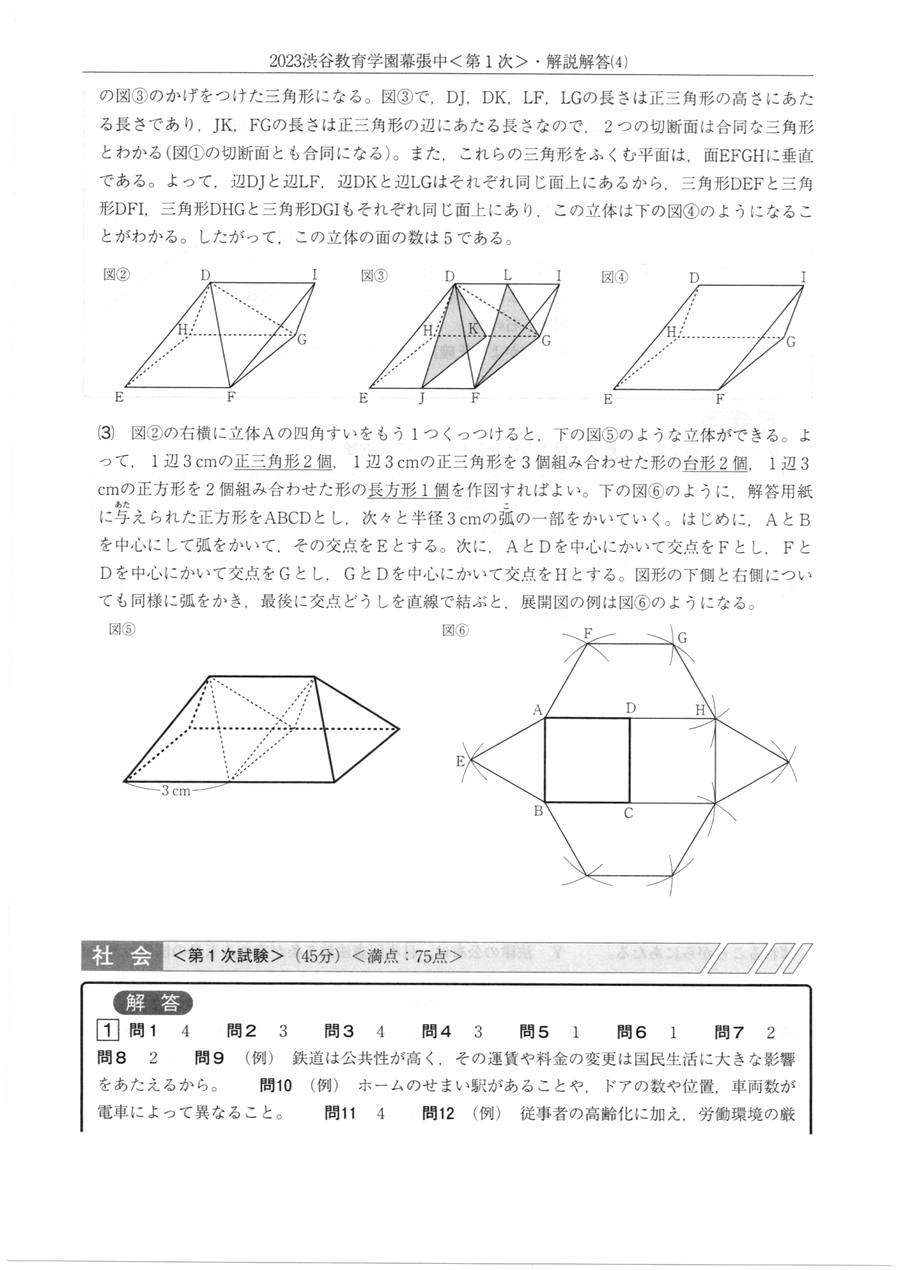 2023渋谷教育学園幕張中<第1次>・解説解答(4)
の図③のかげをつけた三角形になる。図③で，DJ，DK，LF，LGの長さは正三角形の高さにあた
る長さであり，JK，FGの長さは正三角形の辺にあたる長さなので，2つの切断面は合同な三角形
とわかる(図①の切断面とも合同になる)。また，これらの三角形をふくむ平面は，面EFGHに垂直
である。よって，辺DJと辺LF，辺DKと辺LGはそれぞれ同じ面上にあるから，三角形DEFと三角
形DFI，三角形DHGと三角形DGIもそれぞれ同じ面上にあり，この立体は下の図④のようになるこ
とがわかる。したがって，この立体の面の数は5である。
図② D I H G E F
図③ D L I H K G E J F
図④ D I H G E F
(3) 図②の右横に立体Aの四角すいをもう1つくっつけると，下の図⑤のような立体ができる。よ
って，1辺3cmの正三角形2個，1辺3cmの正三角形を3個組み合わせた形の台形2個，1辺3
cmの正方形を2個組み合わせた形の長方形1個を作図すればよい。下の図⑥のように，解答用紙
あた こ
に与えられた正方形をABCDとし，次々と半径3cmの弧の一部をかいていく。はじめに，AとB
を中心にして弧をかいて，その交点をEとする。次に，AとDを中心にかいて交点をFとし，Fと
Dを中心にかいて交点をGとし，GとDを中心にかいて交点をHとする。図形の下側と右側につい
ても同様に弧をかき，最後に交点どうしを直線で結ぶと，展開図の例は図⑥のようになる。
図⑤
3cm
図⑥
F G
A D H
E
B C
社会 <第1次試験> (45分) <満点：75点>
解答
1 問1 4 問2 3 問3 4 問4 3 問5 1 問6 1 問7 2
問8 2 問9 (例) 鉄道は公共性が高く，その運賃や料金の変更は国民生活に大きな影響
をあたえるから。 問10 (例) ホームのせまい駅があることや，ドアの数や位置，車両数が
電車によって異なること。 問11 4 問12 (例) 従事者の高齢化に加え，労働環境の厳